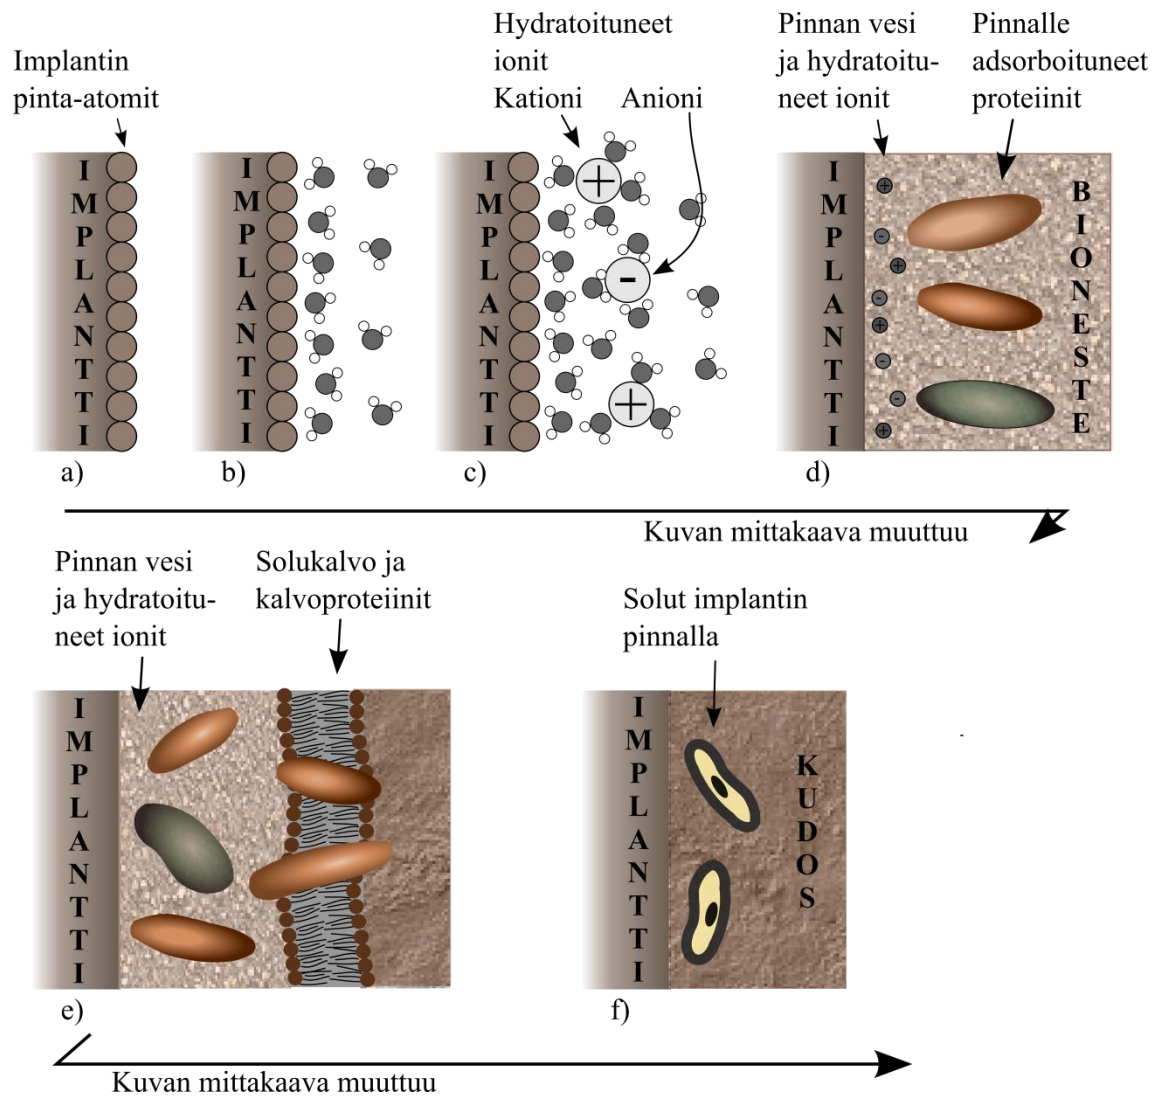 Implantin
pinta-atomit
IMPLANTTI
a)
IMPLANTTI
b)
Hydratoituneet
ionit
Kationi
Anioni
IMPLANTTI
+
-
+
c)
Pinnan vesi
ja hydratoitu-
neet ionit
Pinnalle
adsorboituneet
proteiinit
IMPLANTTI
+
-
+
-
+
-
-
+
BIONESTE
d)
Kuvan mittakaava muuttuu
Pinnan vesi
ja hydratoitu-
neet ionit
Solukalvo ja
kalvoproteiinit
IMPLANTTI
e)
Solut implantin
pinnalla
IMPLANTTI
KUDOS
f)
Kuvan mittakaava muuttuu